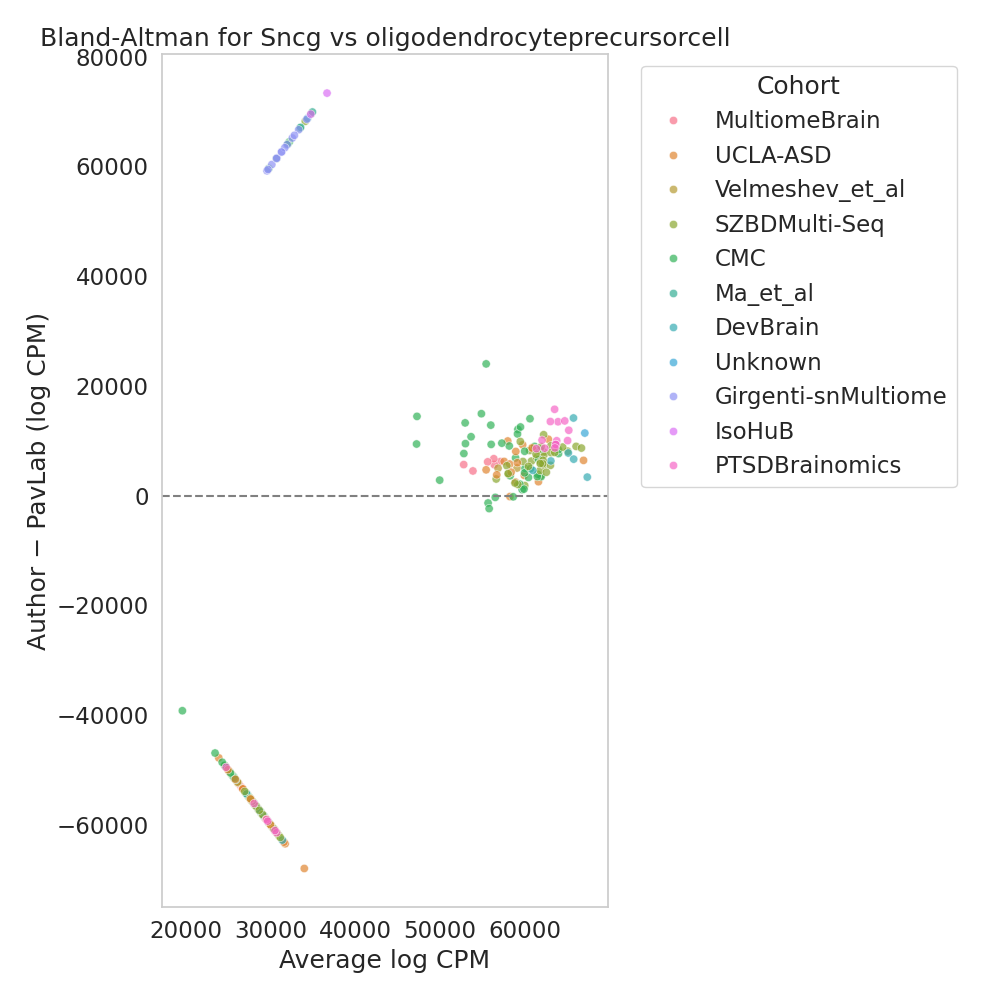 Bland-Altman for Sncg vs oligodendrocyteprecursorcell
80000
60000
40000
20000
0
−20000
−40000
−60000
Author − PavLab (log CPM)
20000 30000 40000 50000 60000
Average log CPM
Cohort
MultiomeBrain
UCLA-ASD
Velmeshev_et_al
SZBDMulti-Seq
CMC
Ma_et_al
DevBrain
Unknown
Girgenti-snMultiome
IsoHuB
PTSDBrainomics